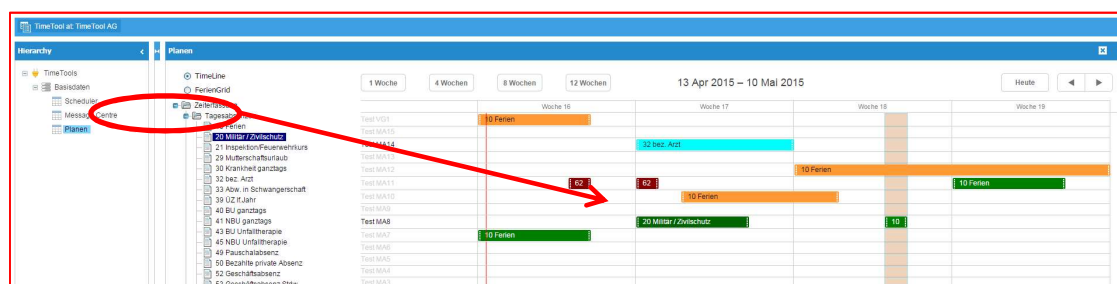 TimeTool at: TimeTool AG
Hierarchy
Planen
TimeTools
Basisdaten
Scheduler
Message Centre
Planen
TimeLine
FerienGrid
Zeiterfassung
20 Militär / Zivilschutz
21 Inspektion/Feuerwehrkurs
29 Mutterschaftsurlaub
30 Krankheit ganztags
32 bez. Arzt
33 Abw. in Schwangerschaft
39 ÜZ lf.Jahr
40 BU ganztags
41 NBU ganztags
43 BU Unfalltherapie
45 NBU Unfalltherapie
49 Pauschalabsenz
50 Bezahlte private Absenz
52 Geschäftsabsenz
53 Geschäftsabsenz Stdw.
1 Woche
4 Wochen
8 Wochen
12 Wochen
13 Apr 2015 – 10 Mai 2015
Heute
Woche 16
Woche 17
Woche 18
Woche 19
Test VG1
10 Ferien
Test MA15
Test MA14
32 bez. Arzt
Test MA13
Test MA12
10 Ferien
Test MA11
62
62
10 Ferien
Test MA10
10 Ferien
Test MA9
Test MA8
20 Militär / Zivilschutz
10
Test MA7
10 Ferien
Test MA6
Test MA5
Test MA4
Test MA3